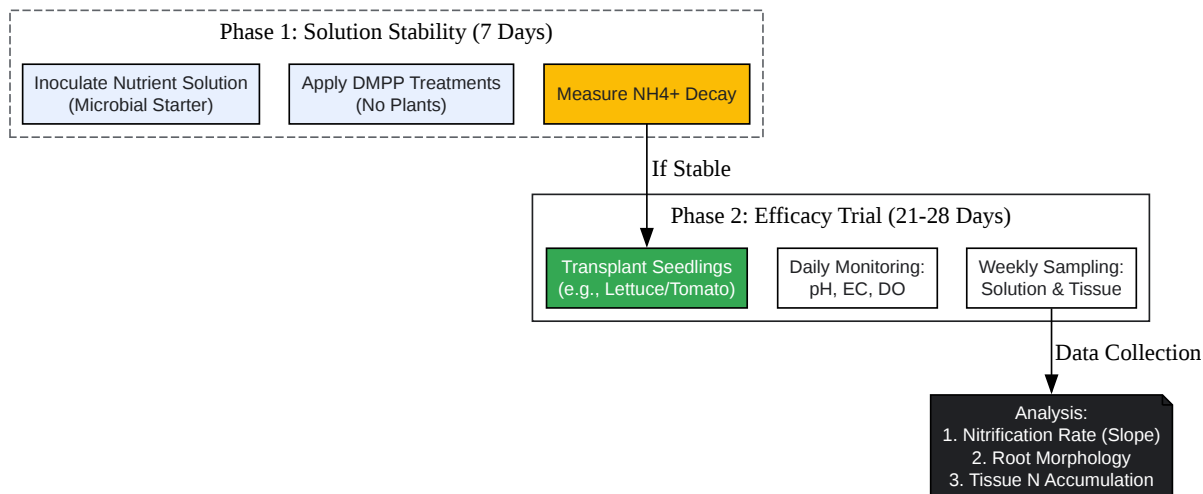 Phase 1: Solution Stability (7 Days)
Inoculate Nutrient Solution
(Microbial Starter)
Apply DMPP Treatments
(No Plants)
Measure NH4+ Decay
If Stable
Phase 2: Efficacy Trial (21-28 Days)
Transplant Seedlings
(e.g., Lettuce/Tomato)
Daily Monitoring:
pH, EC, DO
Weekly Sampling:
Solution & Tissue
Data Collection
Analysis:
1. Nitrification Rate (Slope)
2. Root Morphology
3. Tissue N Accumulation